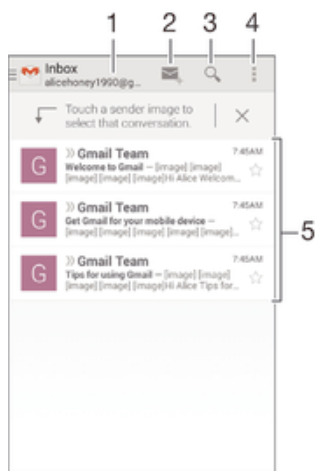 1 2 3 4
Inbox
alicehoney1990@g...
Touch a sender image to
select that conversation.
G
» Gmail Team 7:45AM
Welcome to Gmail – [image] [image]
[image] [image] [image]Hi Alice Welcom...
G
» Gmail Team 7:45AM
Get Gmail for your mobile device –
[image] [image] [image] [image] [image]...
G
» Gmail Team 7:45AM
Tips for using Gmail – [image] [image]
[image] [image] [image]Hi Alice Tips for...
5